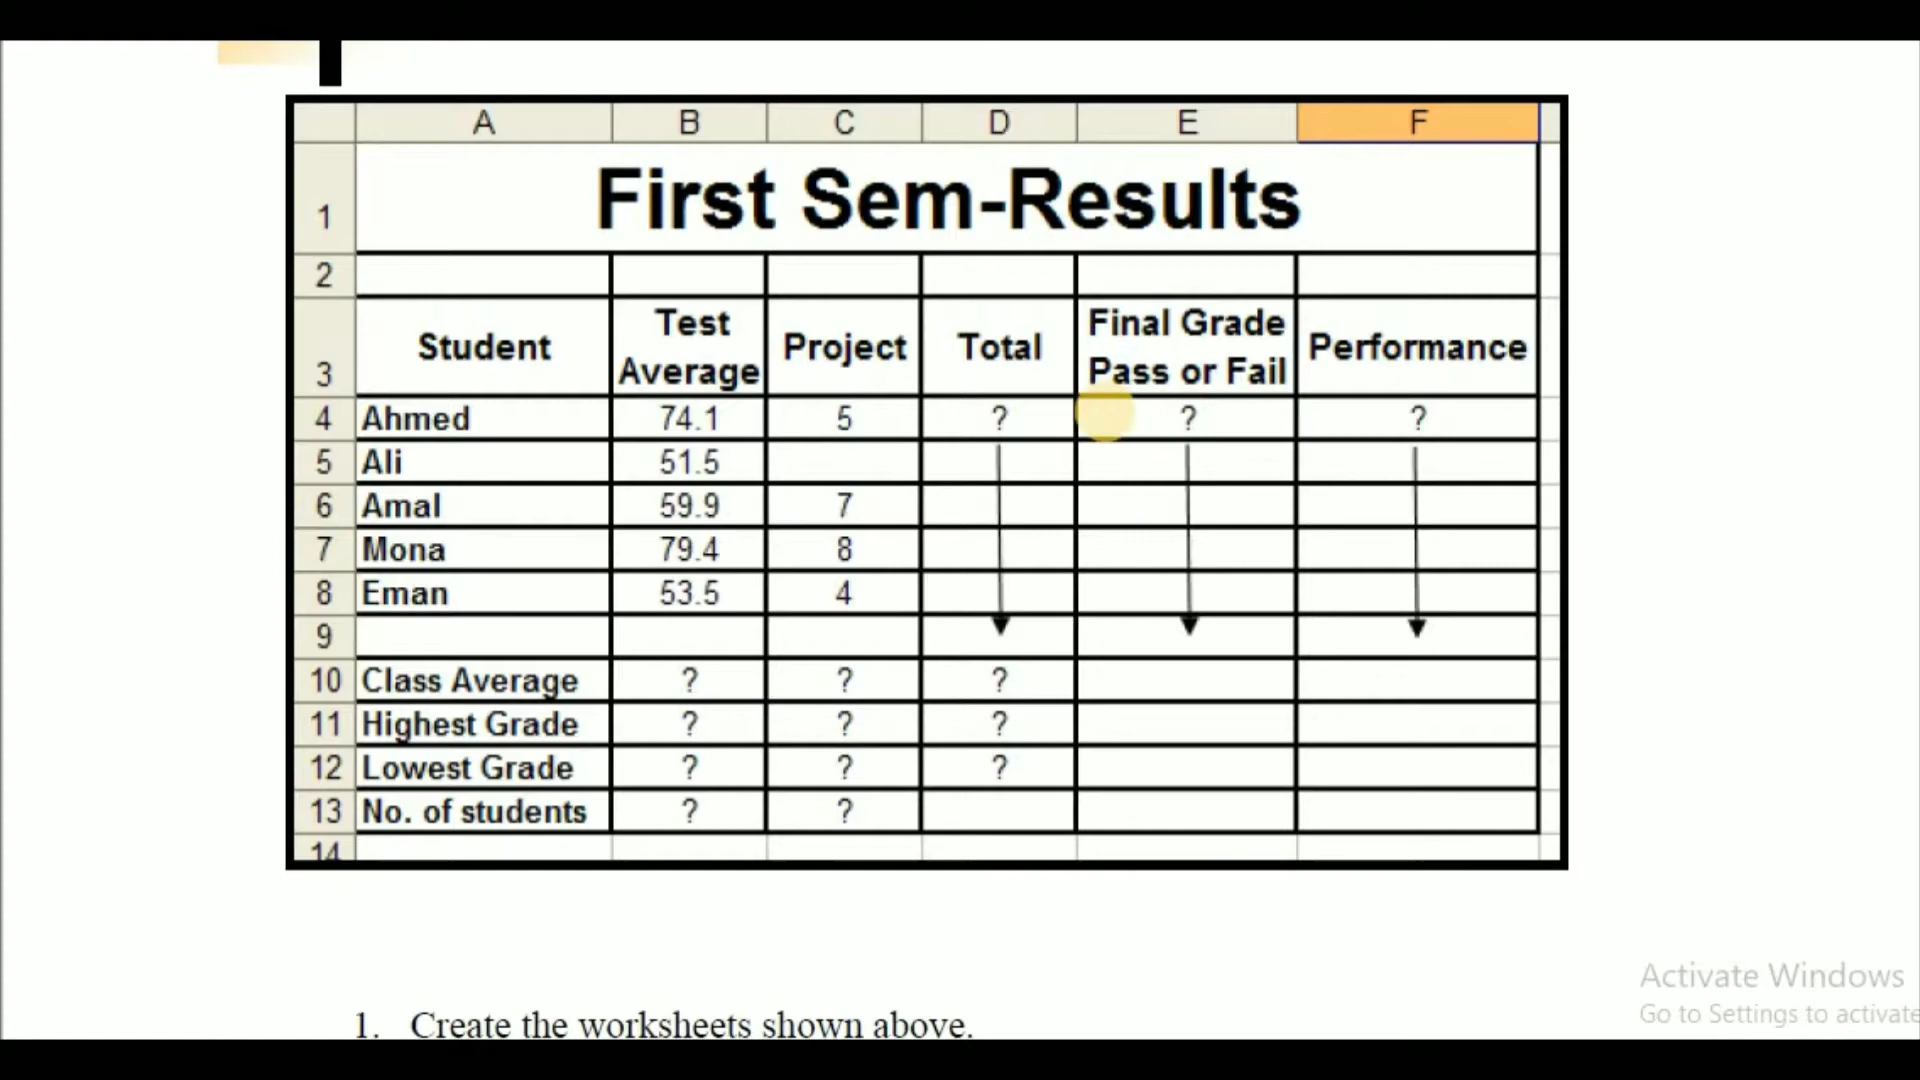 A B C D E F
1 First Sem-Results
2
3 Student Test Average Project Total Final Grade Pass or Fail Performance
4 Ahmed 74.1 5 ? ? ?
5 Ali 51.5
6 Amal 59.9 7
7 Mona 79.4 8
8 Eman 53.5 4
9
10 Class Average ? ? ?
11 Highest Grade ? ? ?
12 Lowest Grade ? ? ?
13 No. of students ? ?
14
1. Create the worksheets shown above.
Activate Windows
Go to Settings to activate